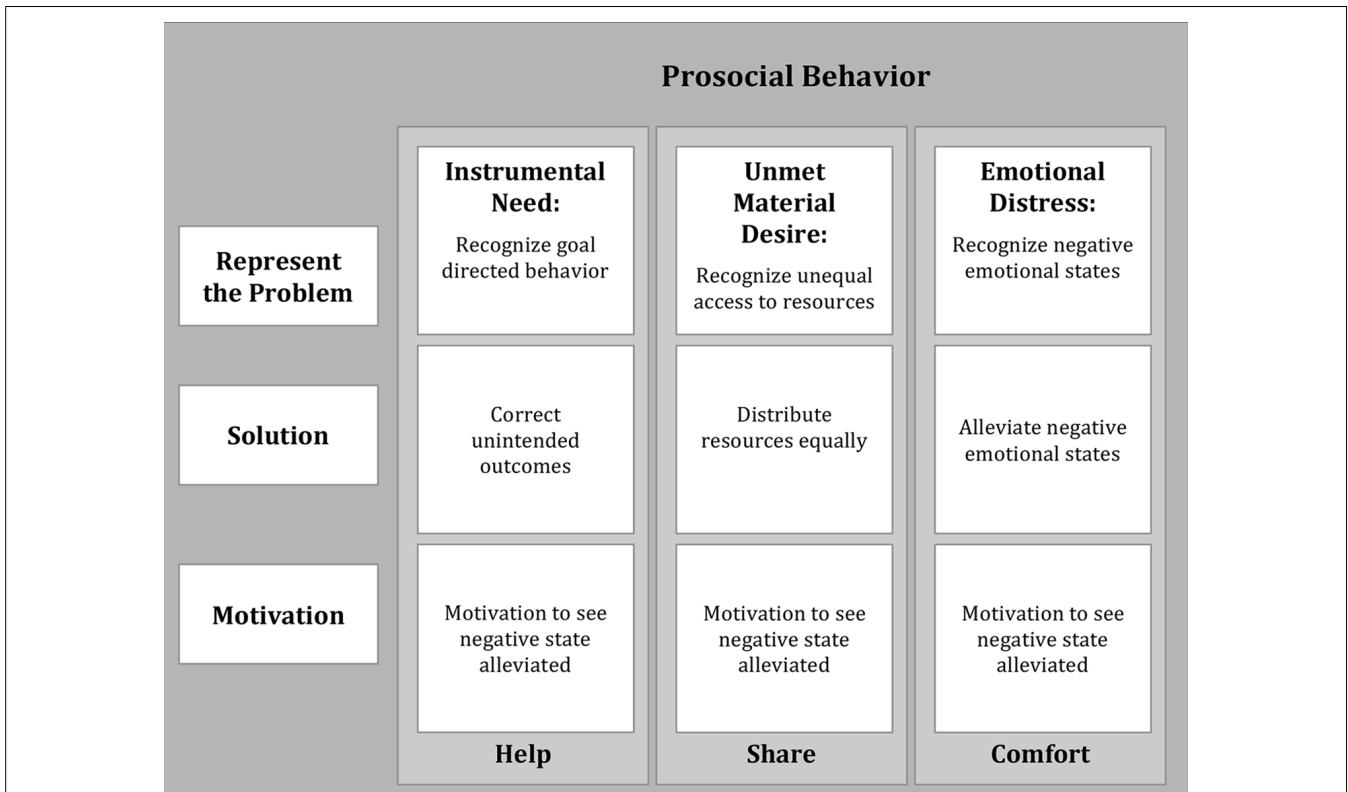 Prosocial Behavior
Represent
the Problem
Instrumental
Need:
Recognize goal
directed behavior
Unmet
Material
Desire:
Recognize unequal
access to resources
Emotional
Distress:
Recognize negative
emotional states
Solution
Correct
unintended
outcomes
Distribute
resources equally
Alleviate negative
emotional states
Motivation
Motivation to see
negative state
alleviated
Motivation to see
negative state
alleviated
Motivation to see
negative state
alleviated
Help
Share
Comfort